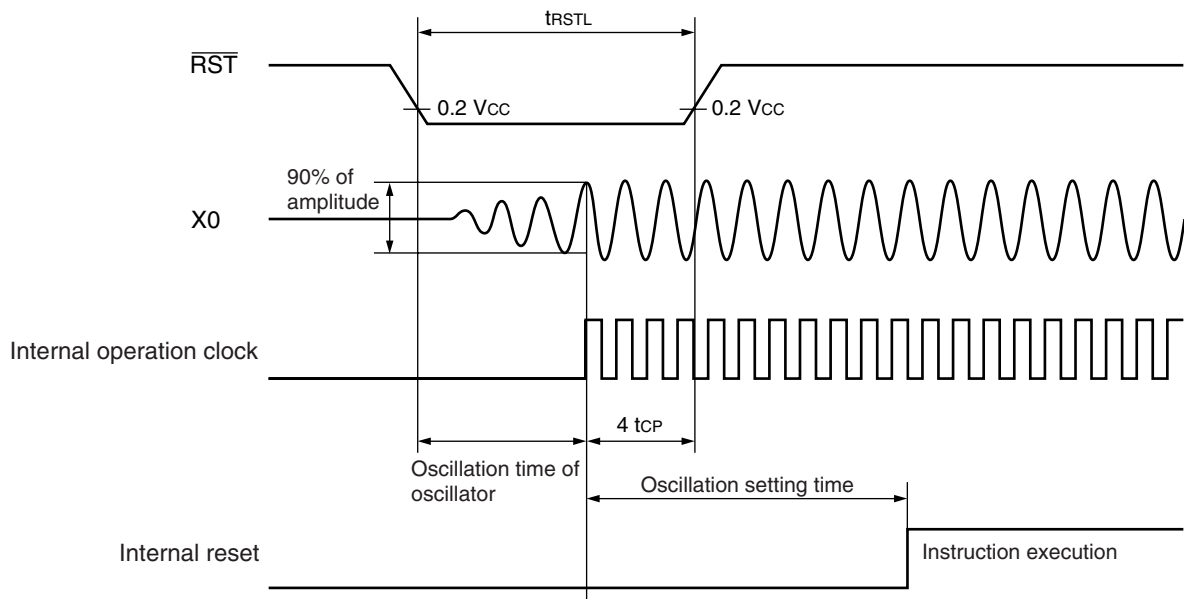 tRSTL
RST
0.2 VCC
0.2 VCC
90% of
amplitude
X0
Internal operation clock
4 tCP
Oscillation time of
oscillator
Oscillation setting time
Internal reset
Instruction execution